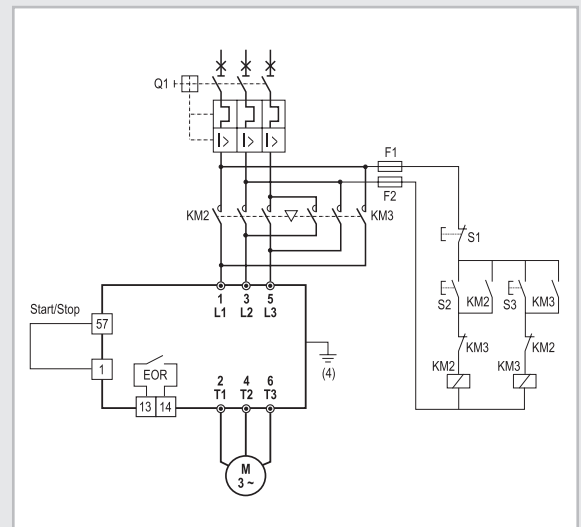 Q1
I> I> I>
F1
F2
KM2 KM3
S1
S2 KM2 S3 KM3
KM3 KM2
KM2 KM3
1 3 5
L1 L2 L3
Start/Stop
57
1
EOR
13 14
(4)
2 4 6
T1 T2 T3
M
3 ~